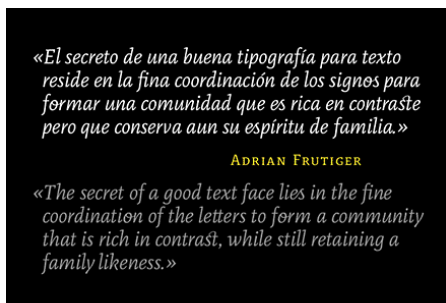 «El secreto de una buena tipografía para texto
reside en la fina coordinación de los signos para
formar una comunidad que es rica en contraste
pero que conserva aun su espíritu de familia.»
Adrian Frutiger
«The secret of a good text face lies in the fine
coordination of the letters to form a community
that is rich in contrast, while still retaining a
family likeness.»